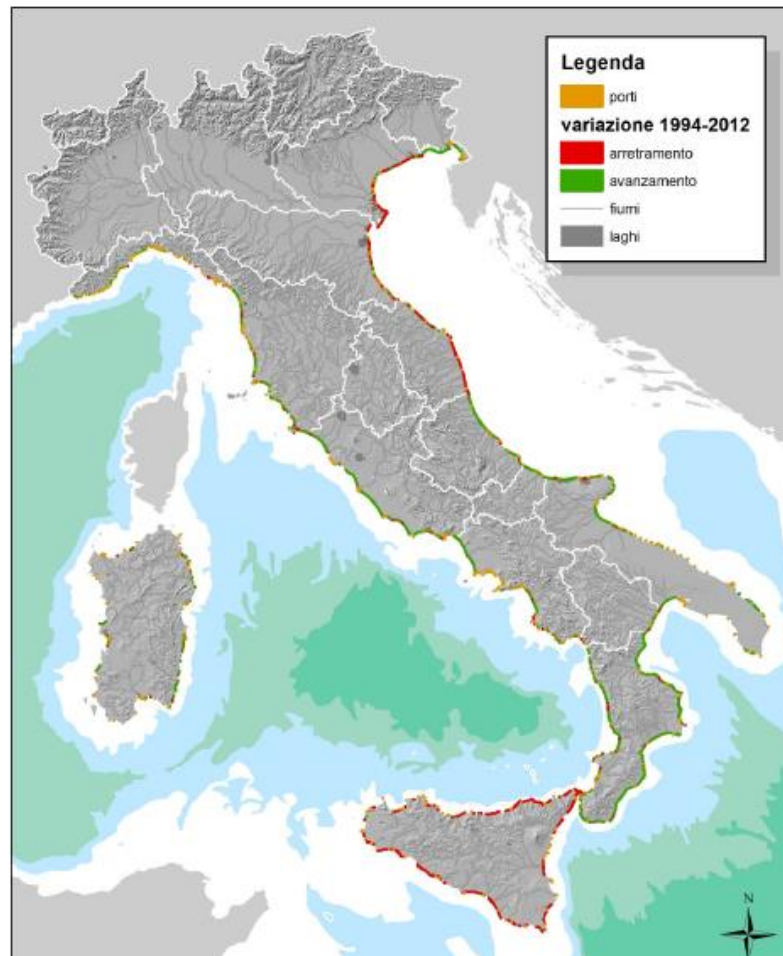 Legenda
porti
variazione 1994-2012
arretramento
avanzamento
fiumi
laghi
N